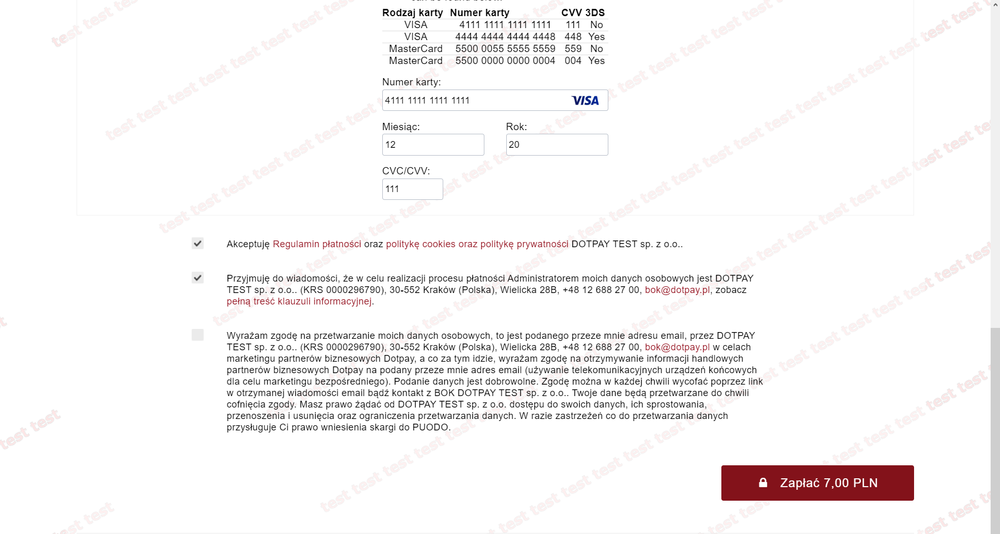 Rodzaj karty Numer karty CVV 3DS
VISA 4111 1111 1111 1111 111 No
VISA 4444 4444 4444 4448 448 Yes
MasterCard 5500 0055 5555 5559 559 No
MasterCard 5500 0000 0000 0004 004 Yes
Numer karty:
4111 1111 1111 1111 VISA
Miesiąc: Rok:
12 20
CVC/CVV:
111
Akceptuję Regulamin płatności oraz politykę cookies oraz politykę prywatności DOTPAY TEST sp. z o.o..
Przyjmuję do wiadomości, że w celu realizacji procesu płatności Administratorem moich danych osobowych jest DOTPAY
TEST sp. z o.o.. (KRS 0000296790), 30-552 Kraków (Polska), Wielicka 28B, +48 12 688 27 00, bok@dotpay.pl, zobacz
pełną treść klauzuli informacyjnej.
Wyrażam zgodę na przetwarzanie moich danych osobowych, to jest podanego przeze mnie adresu email, przez DOTPAY
TEST sp. z o.o.. (KRS 0000296790), 30-552 Kraków (Polska), Wielicka 28B, +48 12 688 27 00, bok@dotpay.pl w celach
marketingu partnerów biznesowych Dotpay, a co za tym idzie, wyrażam zgodę na otrzymywanie informacji handlowych
partnerów biznesowych Dotpay na podany przeze mnie adres email (używanie telekomunikacyjnych urządzeń końcowych
dla celu marketingu bezpośredniego). Podanie danych jest dobrowolne. Zgodę można w każdej chwili wycofać poprzez link
w otrzymanej wiadomości email bądź kontakt z BOK DOTPAY TEST sp. z o.o.. Twoje dane będą przetwarzane do chwili
cofnięcia zgody. Masz prawo żądać od DOTPAY TEST sp. z o.o. dostępu do swoich danych, ich sprostowania,
przenoszenia i usunięcia oraz ograniczenia przetwarzania danych. W razie zastrzeżeń co do przetwarzania danych
przysługuje Ci prawo wniesienia skargi do PUODO.
Zapłać 7,00 PLN